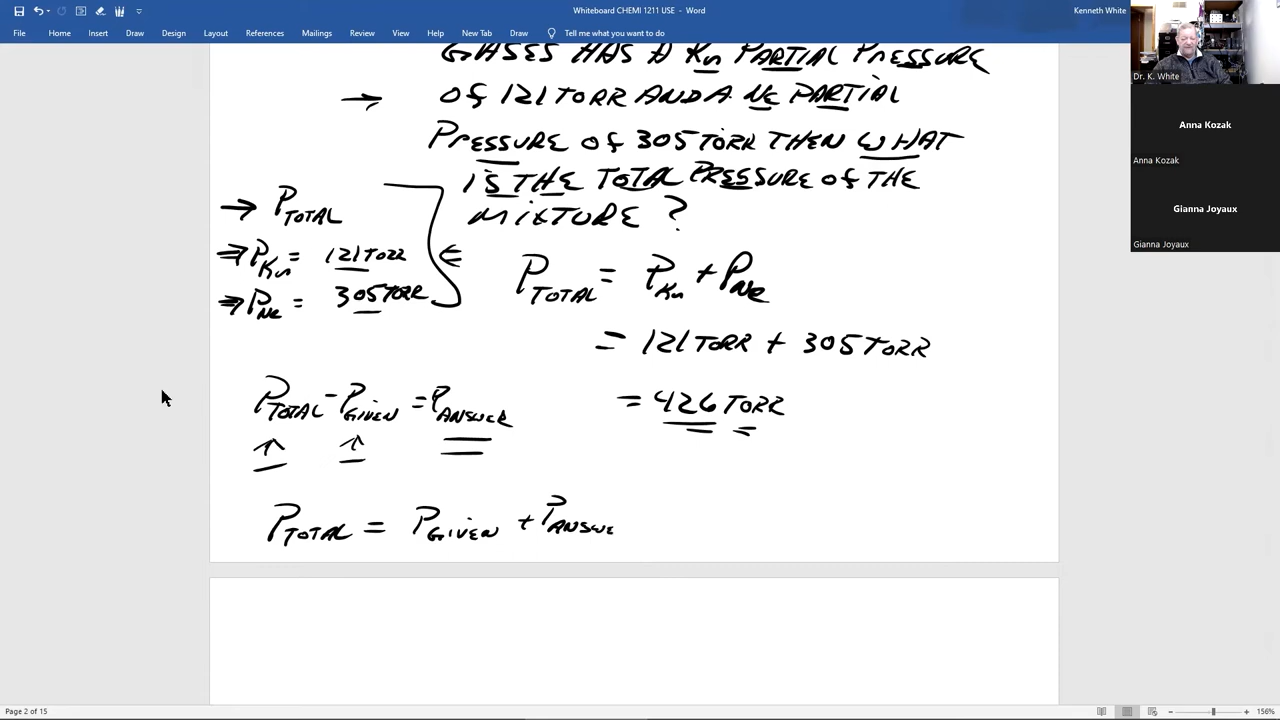 Whiteboard CHEMI 1211 USE - Word
Kenneth White
File Home Insert Draw Design Layout References Mailings Review View Help New Tab Draw Tell me what you want to do
GASES HAS A Kr PARTIAL PRESSURE
→ OF 121 TORR AND A Ne PARTIAL
PRESSURE OF 305 TORR THEN WHAT
IS THE TOTAL PRESSURE OF THE
MIXTURE ?
→ PTOTAL
⇒ PKr = 121 TORR
⇒ PNe = 305 TORR
PTOTAL = PKr + PNe
= 121 TORR + 305 TORR
= 426 TORR
PTOTAL - PGIVEN = PANSWER
PTOTAL = PGIVEN + PANSWE
Dr. K. White
Anna Kozak
Anna Kozak
Gianna Joyaux
Gianna Joyaux
Page 2 of 15
156%